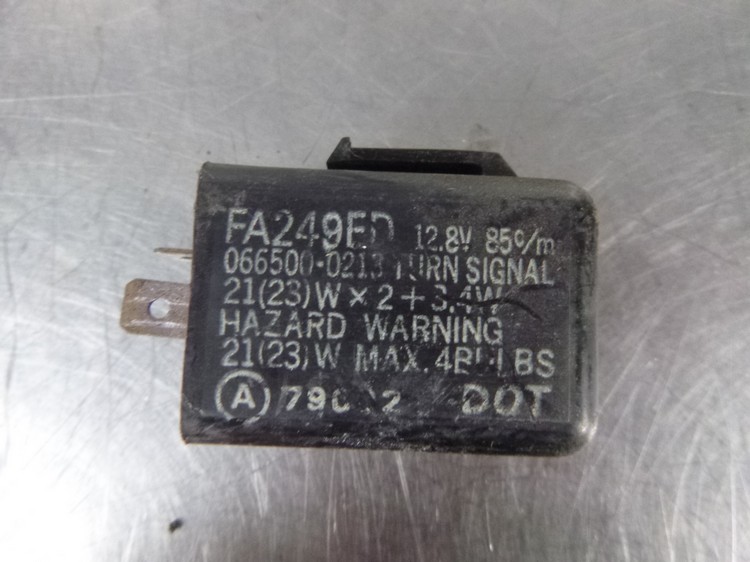 FA249ED 12.8V 85c/m
066500-0213 TURN SIGNAL
21(23)W×2+3.4W
HAZARD WARNING
21(23)W MAX.4BULBS
Ⓐ DOT